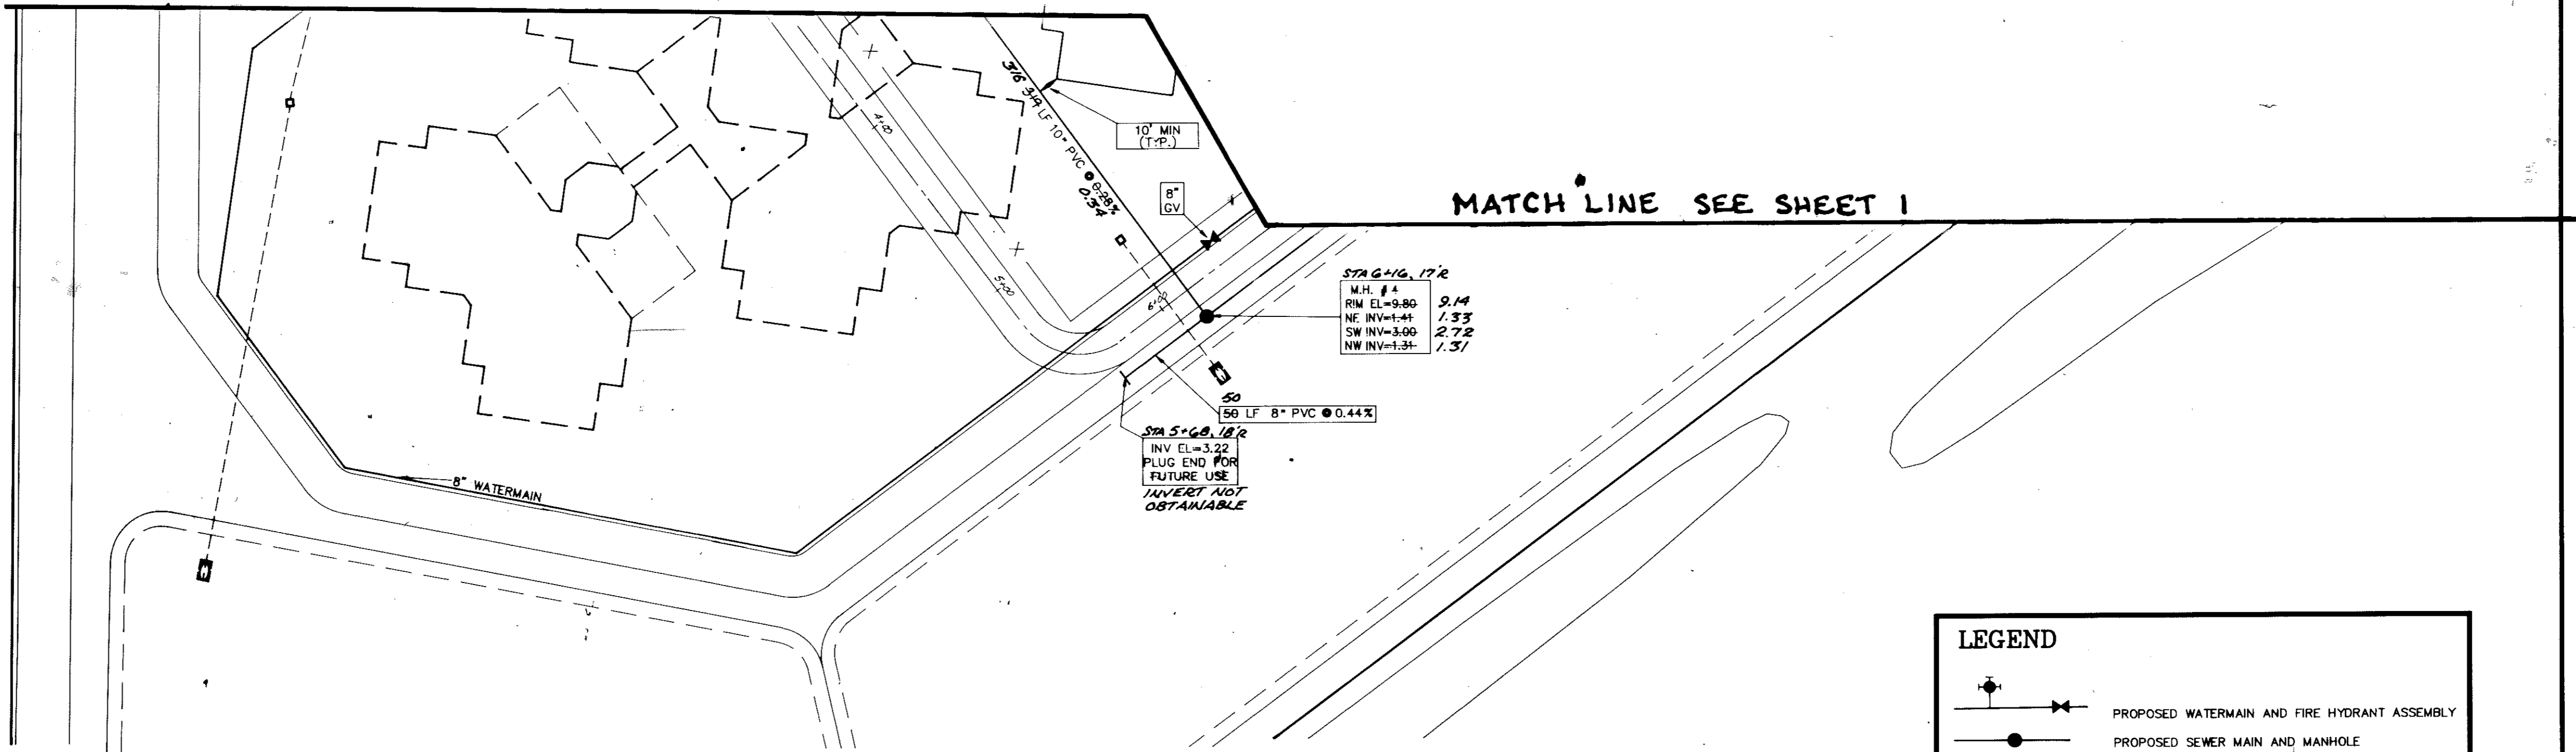 316 319 LF 10" PVC @ 0.28%
0.34
10' MIN
(TYP.)
8"
GV
4+00
5+00
6+00
MATCH LINE SEE SHEET 1
STA 6+16, 17'R
M.H. # 4
RIM EL=9.80 9.14
NE INV=1.41 1.33
SW INV=3.00 2.72
NW INV=1.31 1.31
50
50 LF 8" PVC @ 0.44%
STA 5+68, 18'R
INV EL=3.22
PLUG END FOR
FUTURE USE
INVERT NOT
OBTAINABLE
8" WATERMAIN
LEGEND
PROPOSED WATERMAIN AND FIRE HYDRANT ASSEMBLY
PROPOSED SEWER MAIN AND MANHOLE